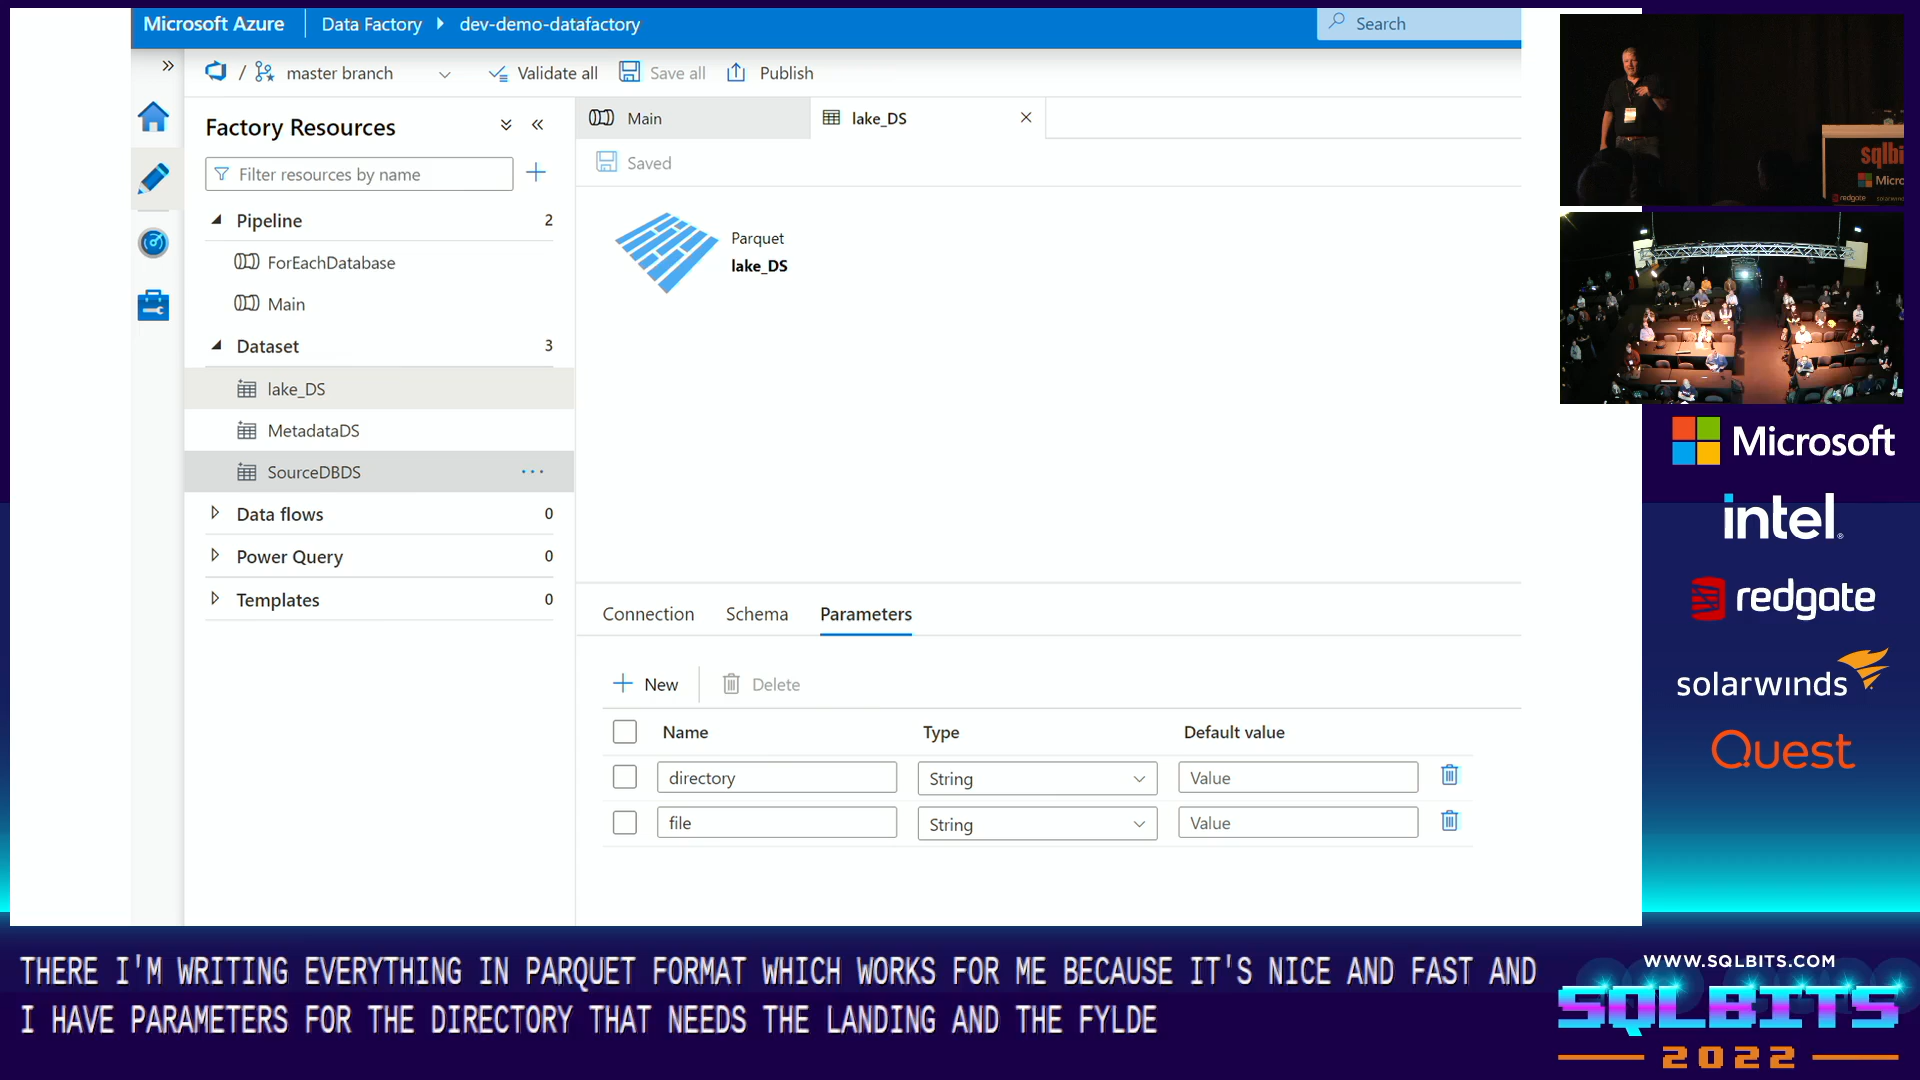 Microsoft Azure
Data Factory
dev-demo-datafactory
Search
/ master branch
Validate all
Save all
Publish
Factory Resources
Filter resources by name
Pipeline 2
ForEachDatabase
Main
Dataset 3
lake_DS
MetadataDS
SourceDBDS
Data flows 0
Power Query 0
Templates 0
Main
lake_DS
Saved
Parquet
lake_DS
Connection Schema Parameters
New
Delete
Name Type Default value
directory String Value
file String Value
sqlbi
Micro
redgate
solarwind
Microsoft
intel
redgate
solarwinds
Quest
THERE I'M WRITING EVERYTHING IN PARQUET FORMAT WHICH WORKS FOR ME BECAUSE IT'S NICE AND FAST AND
I HAVE PARAMETERS FOR THE DIRECTORY THAT NEEDS THE LANDING AND THE FYLDE
WWW.SQLBITS.COM
SQLBITS
2022